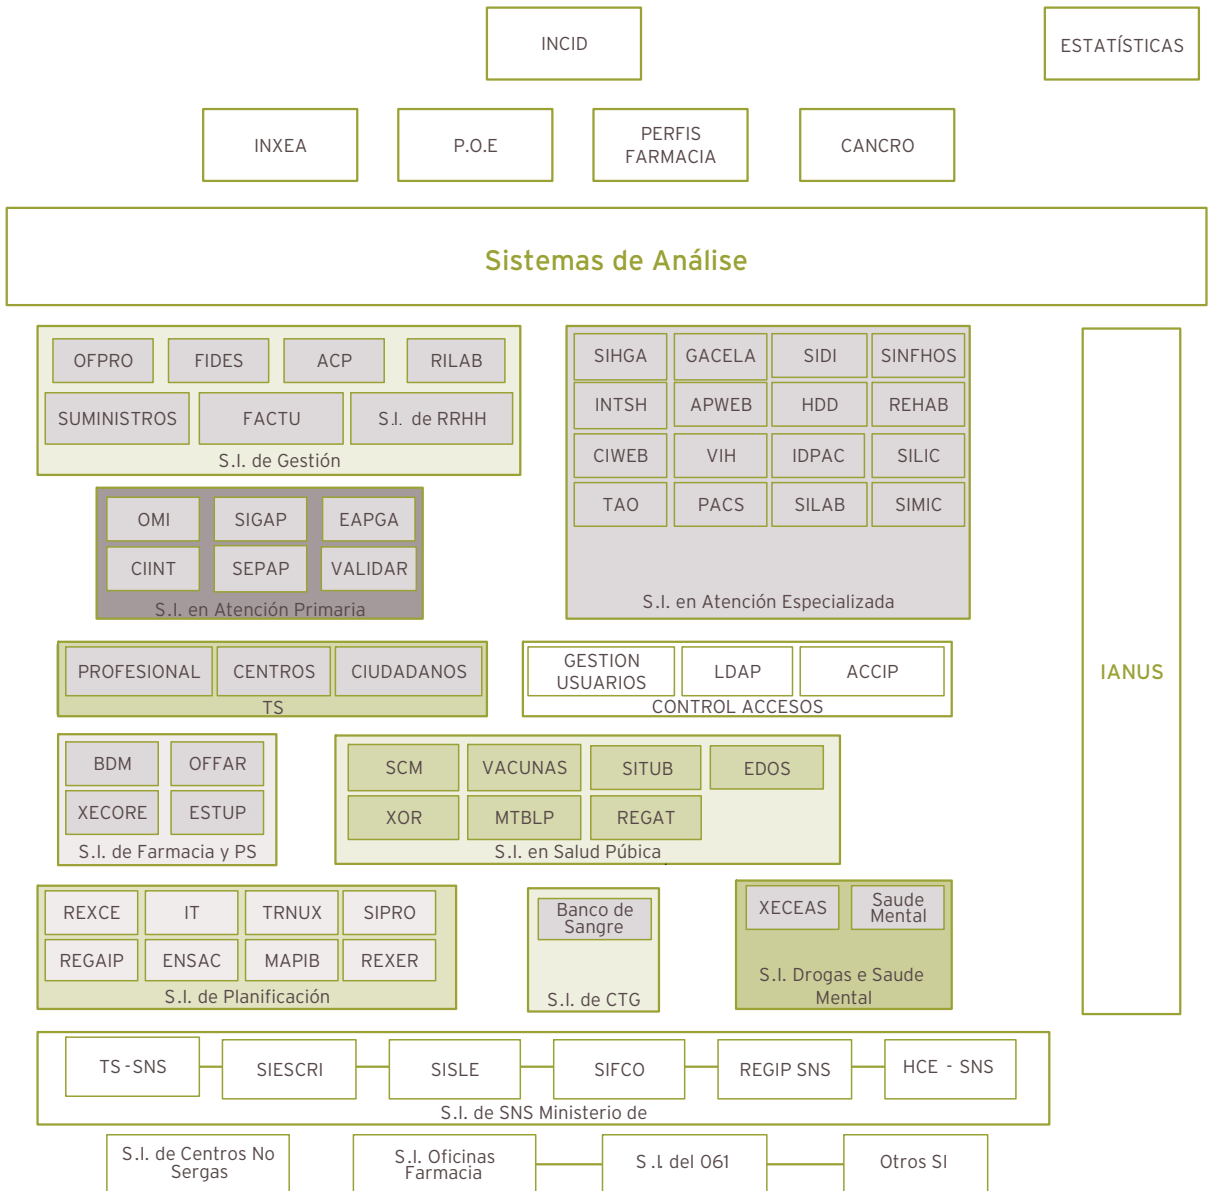 INCID
ESTATÍSTICAS
INXEA
P.O.E
PERFIS
FARMACIA
CANCRO
Sistemas de Análise
OFPRO
FIDES
ACP
RILAB
SUMINISTROS
FACTU
S.I. de RRHH
S.I. de Gestión
SIHGA
GACELA
SIDI
SINFHOS
INTSH
APWEB
HDD
REHAB
CIWEB
VIH
IDPAC
SILIC
TAO
PACS
SILAB
SIMIC
S.I. en Atención Especializada
OMI
SIGAP
EAPGA
CIINT
SEPAP
VALIDAR
S.I. en Atención Primaria
IANUS
PROFESIONAL
CENTROS
CIUDADANOS
TS
GESTION
USUARIOS
LDAP
ACCIP
CONTROL ACCESOS
BDM
OFFAR
XECORE
ESTUP
S.I. de Farmacia y PS
SCM
VACUNAS
SITUB
EDOS
XOR
MTBLP
REGAT
S.I. en Salud Púbica
REXCE
IT
TRNUX
SIPRO
REGAIP
ENSAC
MAPIB
REXER
S.I. de Planificación
Banco de
Sangre
S.I. de CTG
XECEAS
Saude
Mental
S.I. Drogas e Saude
Mental
TS - SNS
SIESCRI
SISLE
SIFCO
REGIP SNS
HCE - SNS
S.I. de SNS Ministerio de
S.I. de Centros No
Sergas
S.I. Oficinas
Farmacia
S.I. del 061
Otros SI